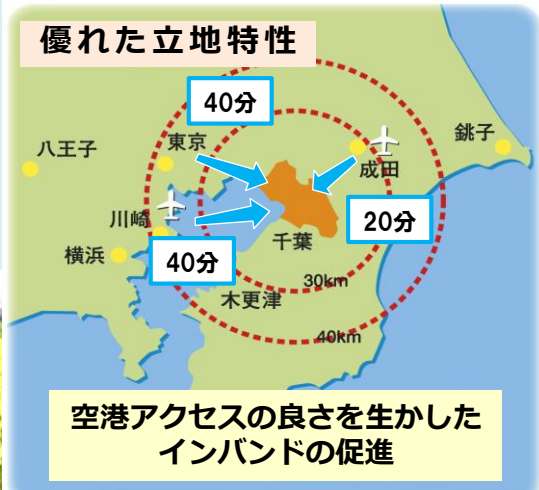 優れた立地特性
40分
八王子
東京
銚子
成田
川崎
20分
千葉
横浜
40分
30km
木更津
40km
空港アクセスの良さを生かした
インバンドの促進